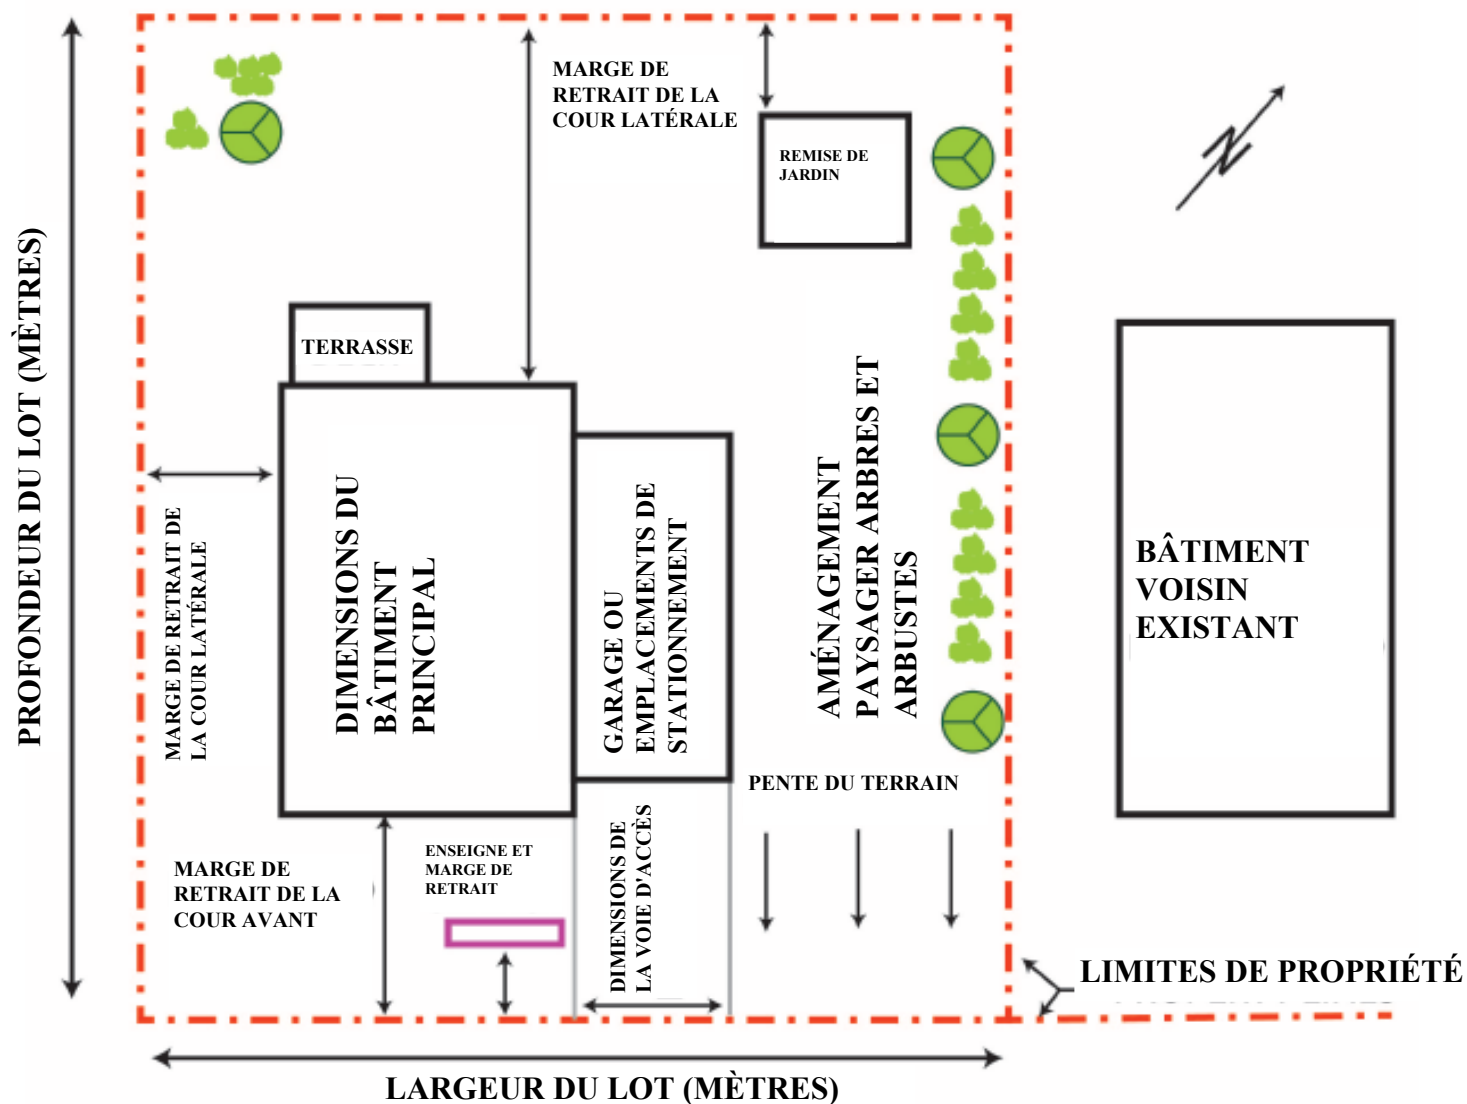 MARGE DE
RETRAIT DE LA
COUR LATÉRALE
REMISE DE
JARDIN
N
PROFONDEUR DU LOT (MÈTRES)
TERRASSE
MARGE DE RETRAIT DE
LA COUR LATÉRALE
DIMENSIONS DU
BÂTIMENT
PRINCIPAL
GARAGE OU
EMPLACEMENTS DE
STATIONNEMENT
AMÉNAGEMENT
PAYSAGER ARBRES ET
ARBUSTES
BÂTIMENT
VOISIN
EXISTANT
PENTE DU TERRAIN
MARGE DE
RETRAIT DE LA
COUR AVANT
ENSEIGNE ET
MARGE DE
RETRAIT
DIMENSIONS DE
LA VOIE D'ACCÈS
LIMITES DE PROPRIÉTÉ
LARGEUR DU LOT (MÈTRES)